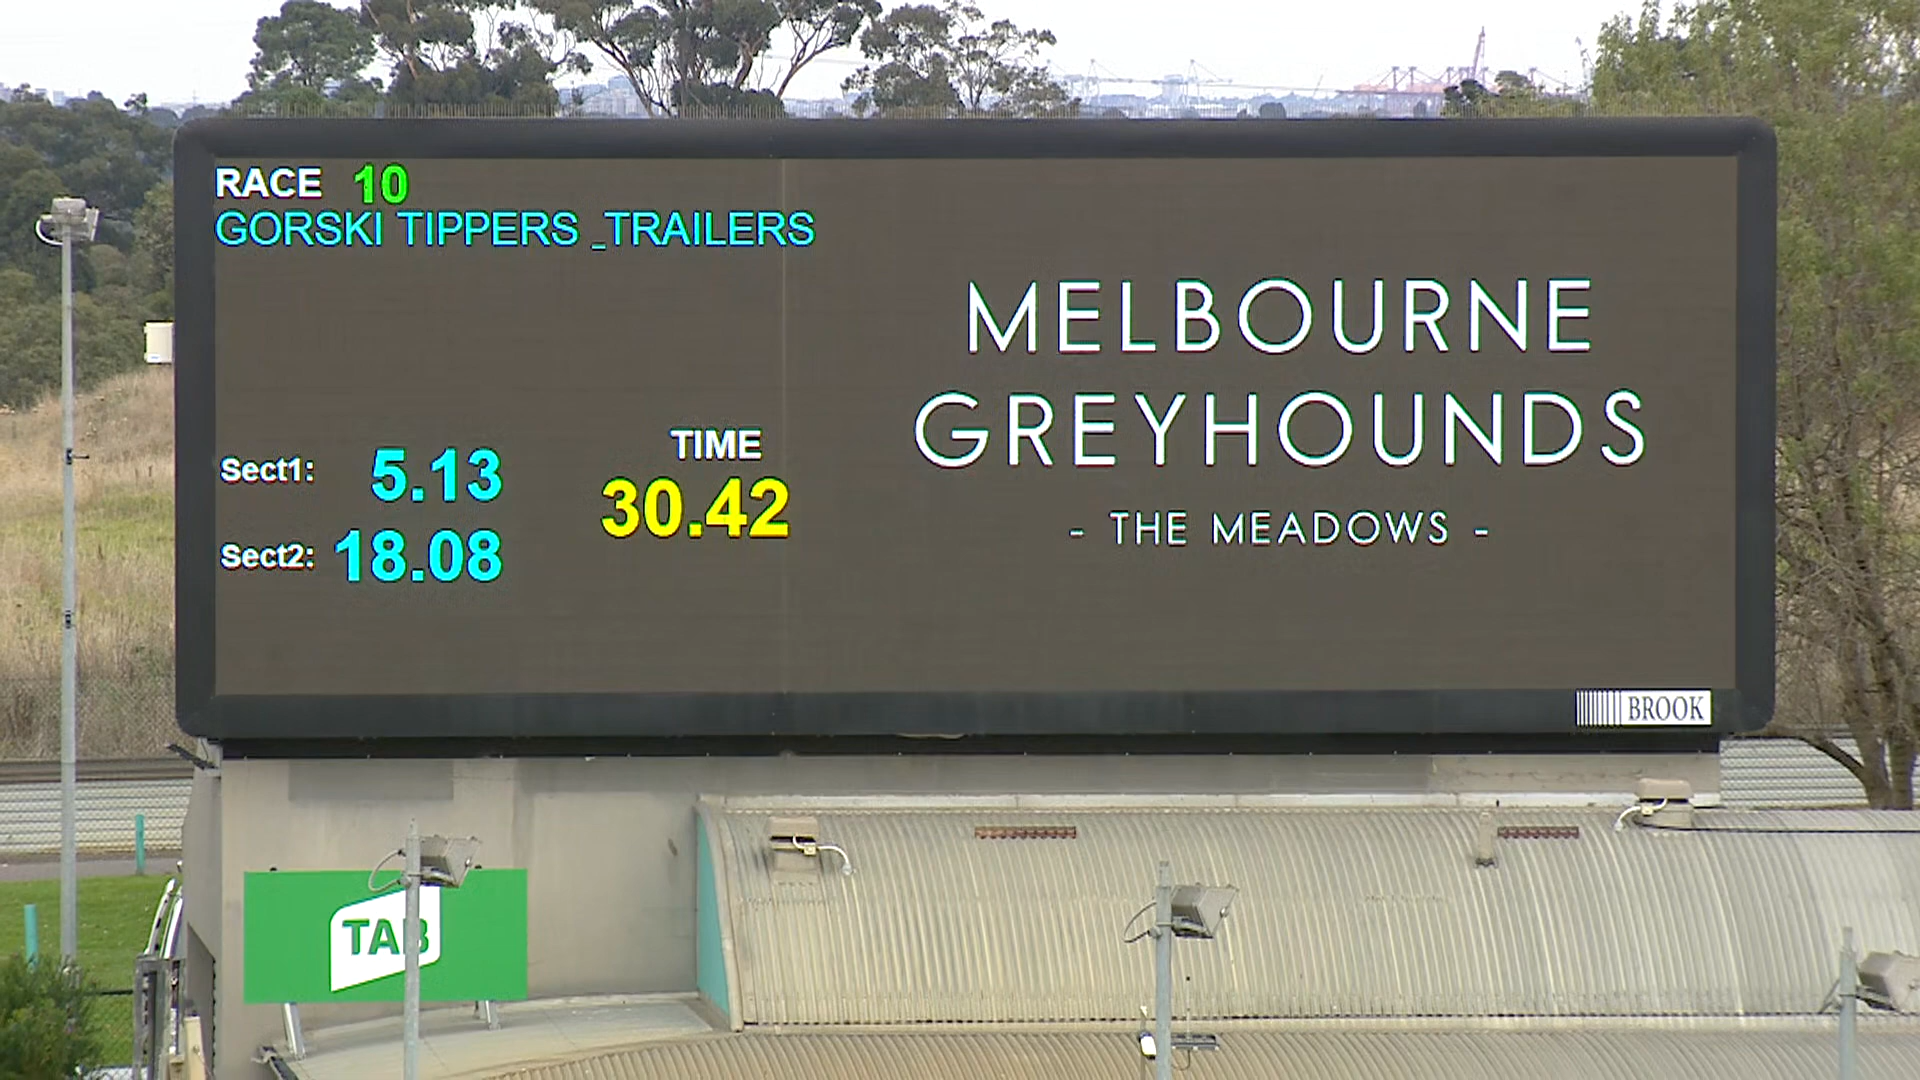 RACE 10
GORSKI TIPPERS _TRAILERS
Sect1: 5.13
Sect2: 18.08
TIME
30.42
MELBOURNE
GREYHOUNDS
- THE MEADOWS -
BROOK
TAB